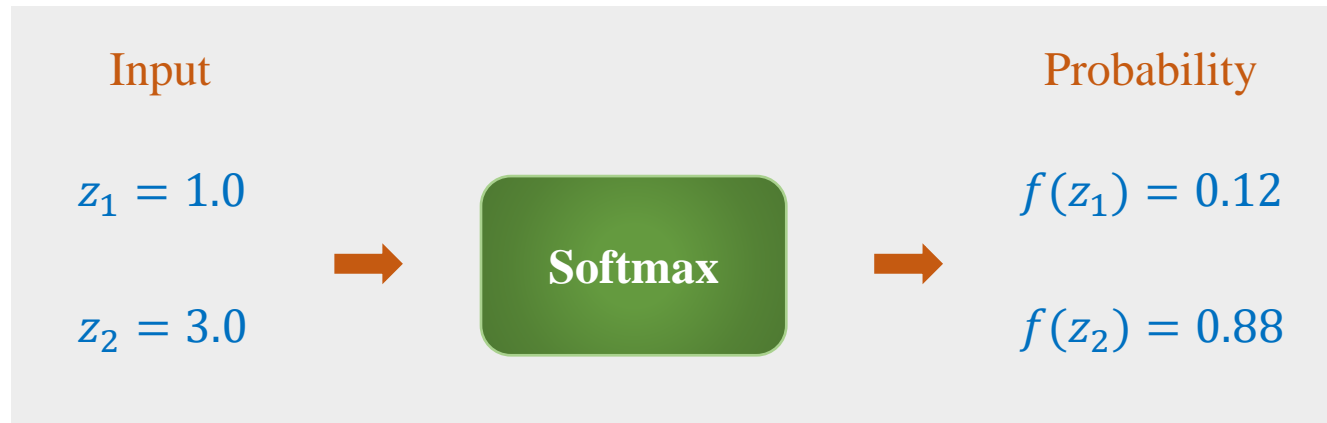 Input
Probability
z₁ = 1.0
f(z₁) = 0.12
Softmax
z₂ = 3.0
f(z₂) = 0.88